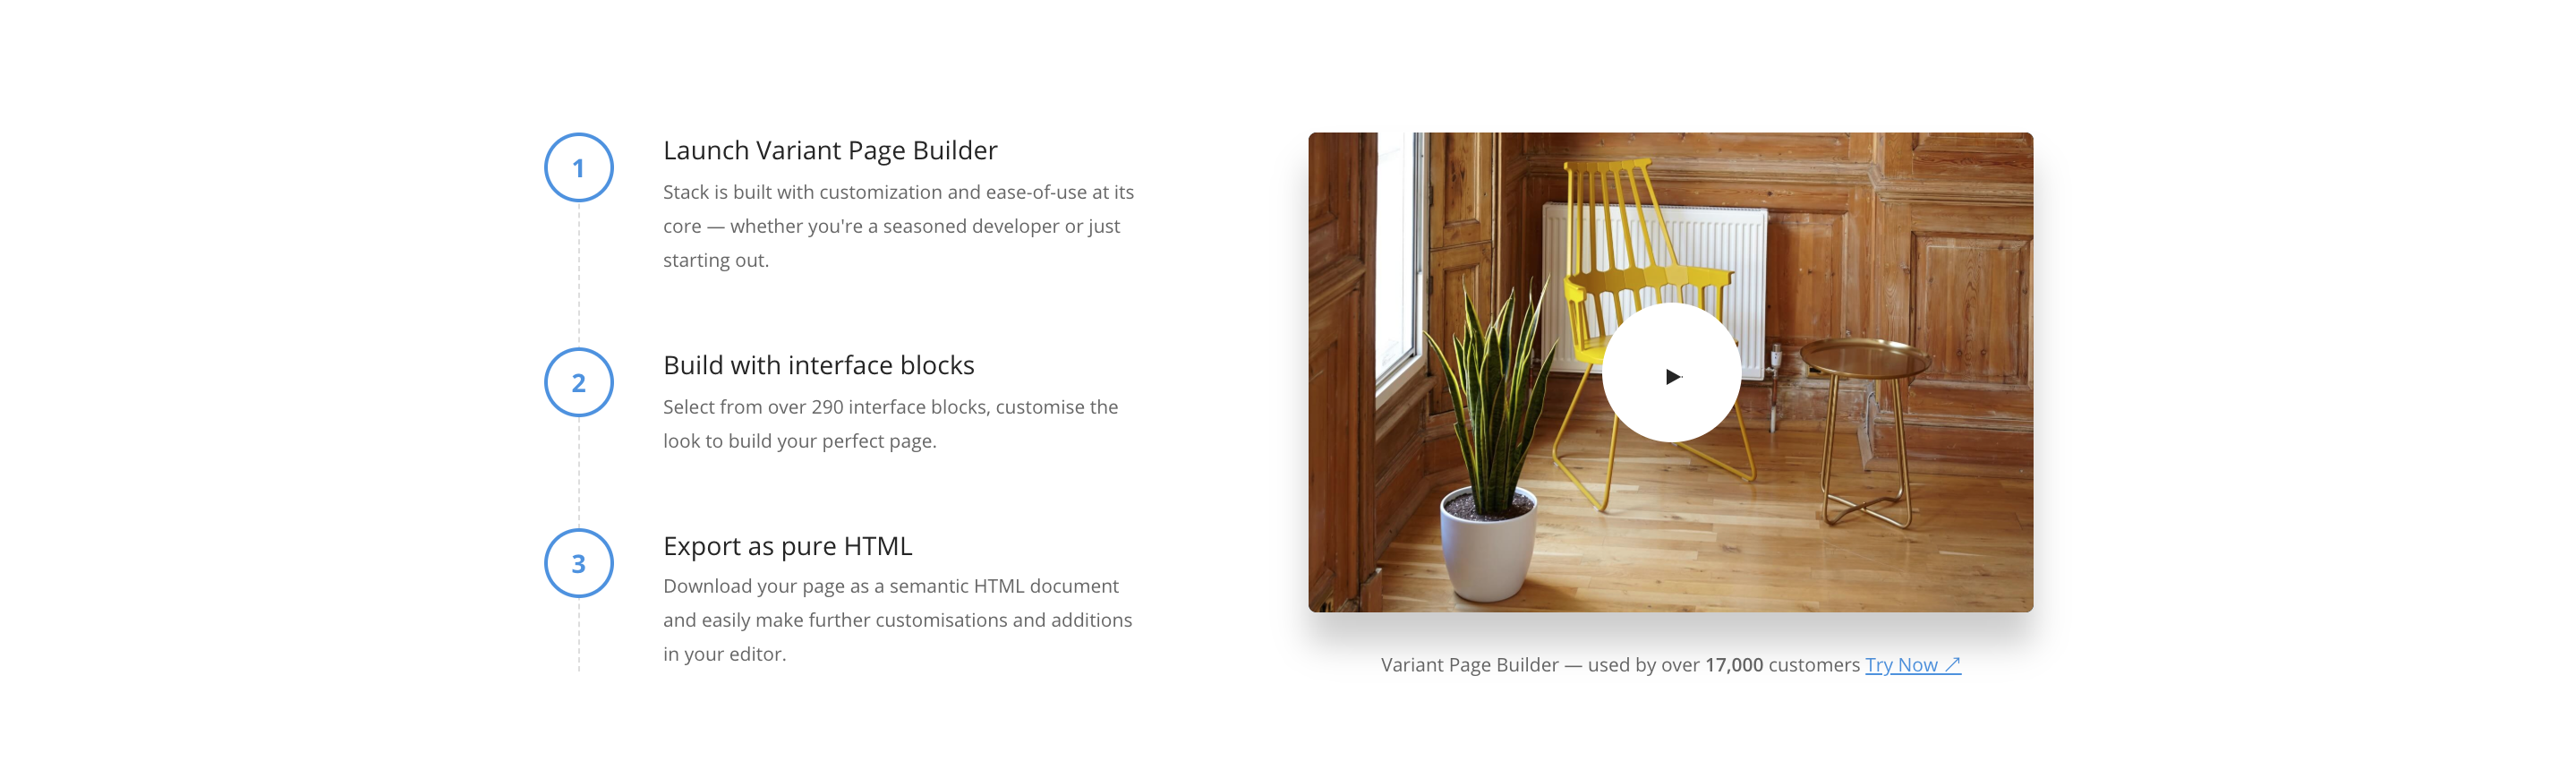 1
Launch Variant Page Builder
Stack is built with customization and ease-of-use at its
core — whether you're a seasoned developer or just
starting out.
2
Build with interface blocks
Select from over 290 interface blocks, customise the
look to build your perfect page.
3
Export as pure HTML
Download your page as a semantic HTML document
and easily make further customisations and additions
in your editor.
Variant Page Builder — used by over 17,000 customers Try Now ↗